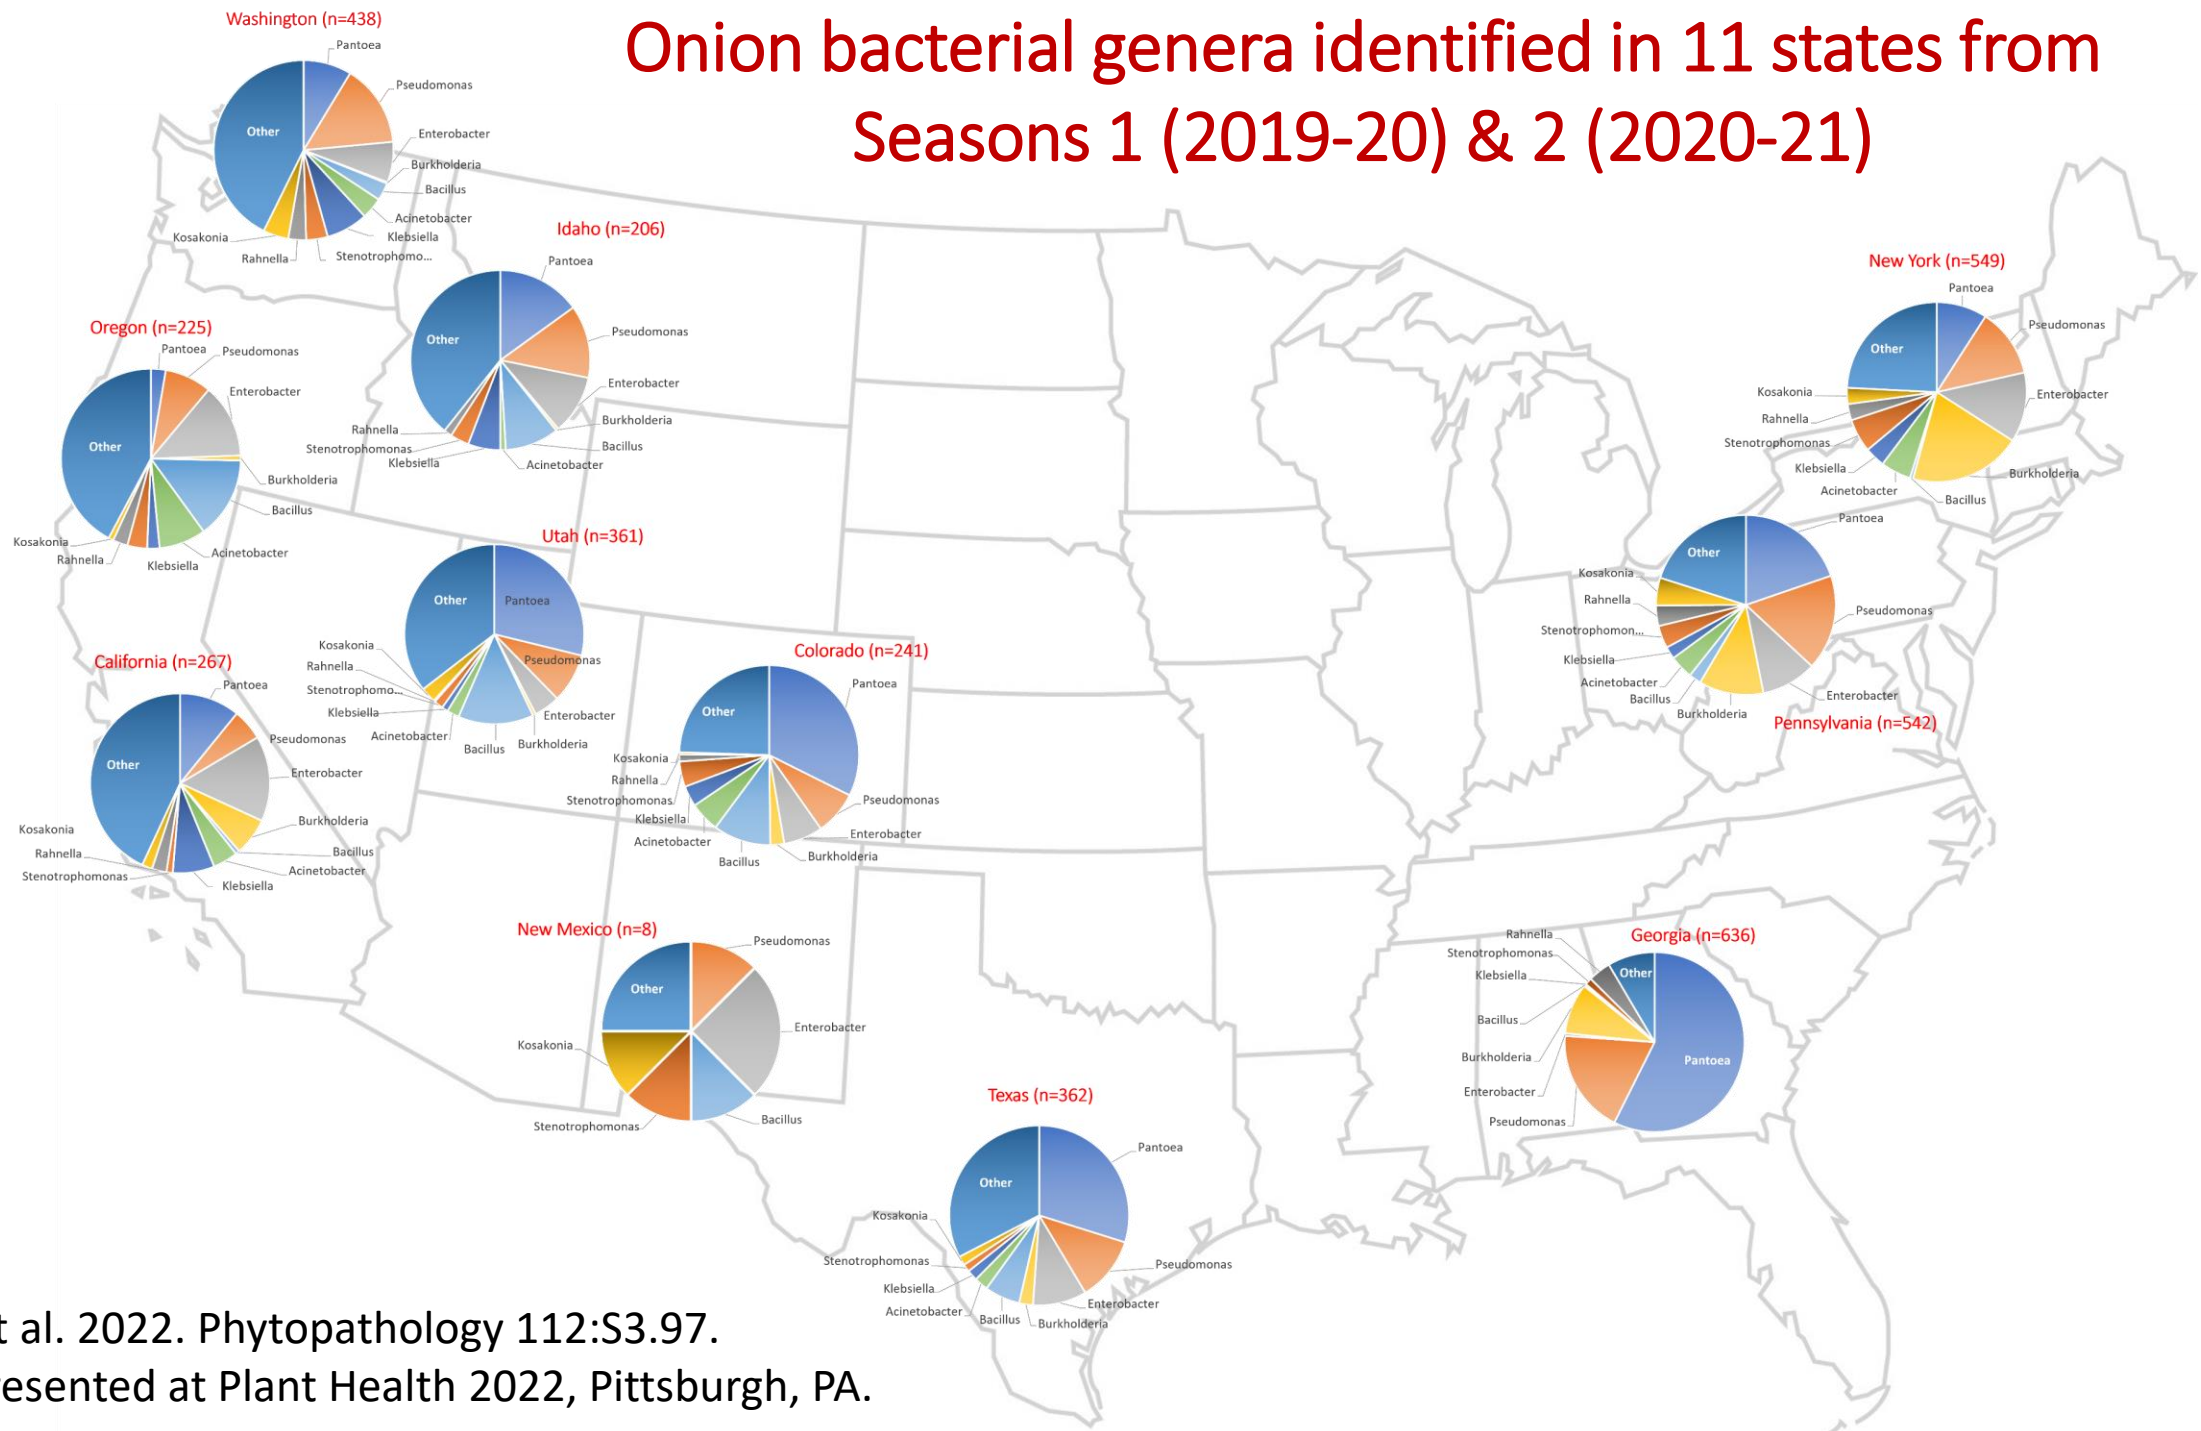 Onion bacterial genera identified in 11 states from
Seasons 1 (2019-20) & 2 (2020-21)
Washington (n=438)
Pantoea
Pseudomonas
Enterobacter
Burkholderia
Bacillus
Acinetobacter
Klebsiella
Stenotrophomo...
Rahnella
Kosakonia
Other
Idaho (n=206)
Pantoea
Pseudomonas
Enterobacter
Burkholderia
Bacillus
Acinetobacter
Klebsiella
Stenotrophomonas
Rahnella
Other
Oregon (n=225)
Pantoea
Pseudomonas
Enterobacter
Burkholderia
Bacillus
Acinetobacter
Klebsiella
Rahnella
Kosakonia
Other
Utah (n=361)
Pantoea
Pseudomonas
Enterobacter
Burkholderia
Bacillus
Acinetobacter
Klebsiella
Stenotrophomo...
Rahnella
Kosakonia
Other
California (n=267)
Pantoea
Pseudomonas
Enterobacter
Burkholderia
Bacillus
Acinetobacter
Klebsiella
Stenotrophomonas
Rahnella
Kosakonia
Other
Colorado (n=241)
Pantoea
Pseudomonas
Enterobacter
Burkholderia
Bacillus
Acinetobacter
Klebsiella
Stenotrophomonas
Rahnella
Kosakonia
Other
New Mexico (n=8)
Pseudomonas
Enterobacter
Bacillus
Stenotrophomonas
Kosakonia
Other
Texas (n=362)
Pantoea
Pseudomonas
Enterobacter
Burkholderia
Bacillus
Acinetobacter
Klebsiella
Stenotrophomonas
Kosakonia
Other
New York (n=549)
Pantoea
Pseudomonas
Enterobacter
Burkholderia
Bacillus
Acinetobacter
Klebsiella
Stenotrophomonas
Rahnella
Kosakonia
Other
Pantoea
Pseudomonas
Enterobacter
Burkholderia
Bacillus
Acinetobacter
Klebsiella
Stenotrophomon...
Rahnella
Kosakonia
Other
Pennsylvania (n=542)
Georgia (n=636)
Pantoea
Pseudomonas
Enterobacter
Burkholderia
Bacillus
Klebsiella
Stenotrophomonas
Rahnella
Other
t al. 2022. Phytopathology 112:S3.97.
resented at Plant Health 2022, Pittsburgh, PA.